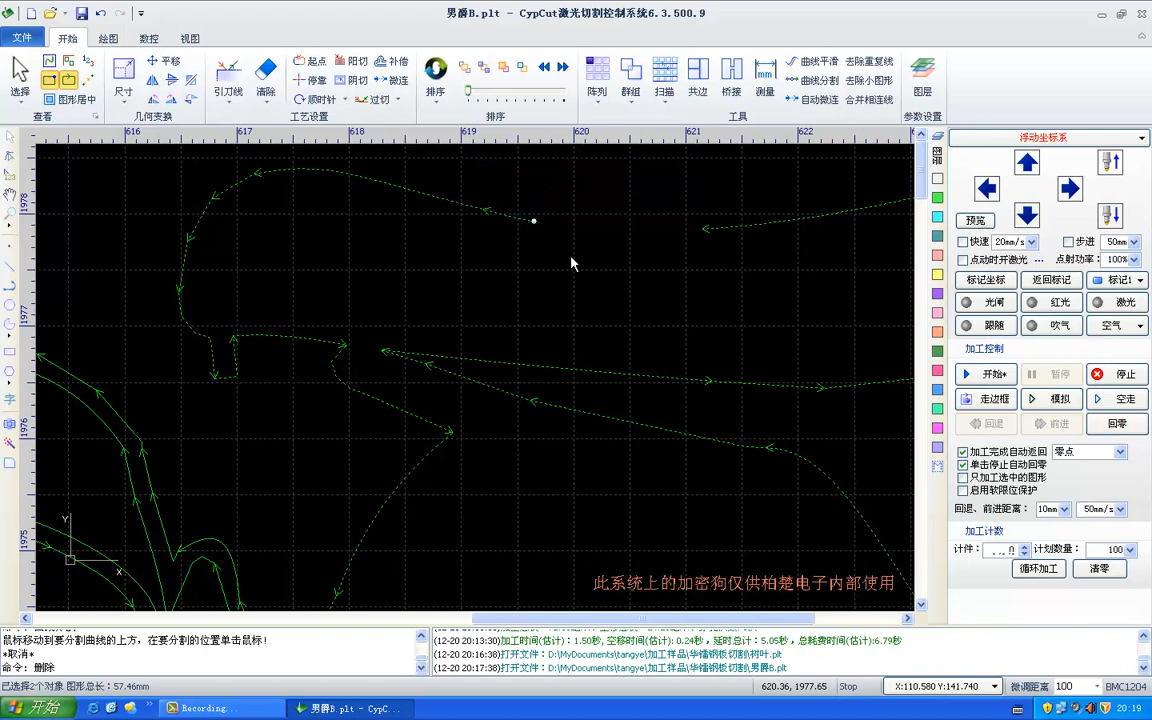 男爵B.plt - CypCut激光切割控制系统6.3.500.9
文件 开始 绘图 数控 视图
起点 阳切 补偿 曲线平滑 去除重复线
平移 停靠 阴切 微连 曲线分割 去除小图形
选择 图形居中 尺寸 引刀线 清除 顺时针 过切 排序 阵列 群组 扫描 共边 桥接 测量 自动微连 合并相连线 图层
查看 几何变换 工艺设置 排序 工具 参数设置
616 617 618 619 620 621 622
1978
1977
1976
1975
Y
X
此系统上的加密狗仅供柏楚电子内部使用
浮动坐标系
预览
快速 20mm/s 步进 50mm
点动时开激光 点射功率: 100%
标记坐标 返回标记 标记1
光闸 红光 激光
跟随 吹气 空气
加工控制
开始* 暂停 停止
走边框 模拟 空走
回退 前进 回零
加工完成自动返回 零点
单击停止自动回零
只加工选中的图形
启用软限位保护
回退、前进距离: 10mm 50mm/s
加工计数
计件: 0 计划数量: 100
循环加工 清零
鼠标移动到要分割曲线的上方，在要分割的位置单击鼠标!
*取消*
命令: 删除
(12-20 20:13:30)加工时间(估计): 1.50秒, 空移时间(估计): 0.24秒, 延时总计: 5.05秒, 总耗费时间(估计):6.79秒
(12-20 20:16:38)打开文件: D:\MyDocuments\tangye\加工样品\华镭钢板切割\树叶.plt
(12-20 20:17:38)打开文件: D:\MyDocuments\tangye\加工样品\华镭钢板切割\男爵B.plt
已选择2个对象 图形总长: 57.46mm 620.36, 1977.65 Stop X:110.580 Y:141.740 微调距离 100 BMC1204
开始 Recording... 男爵B.plt - CypC... 20:19